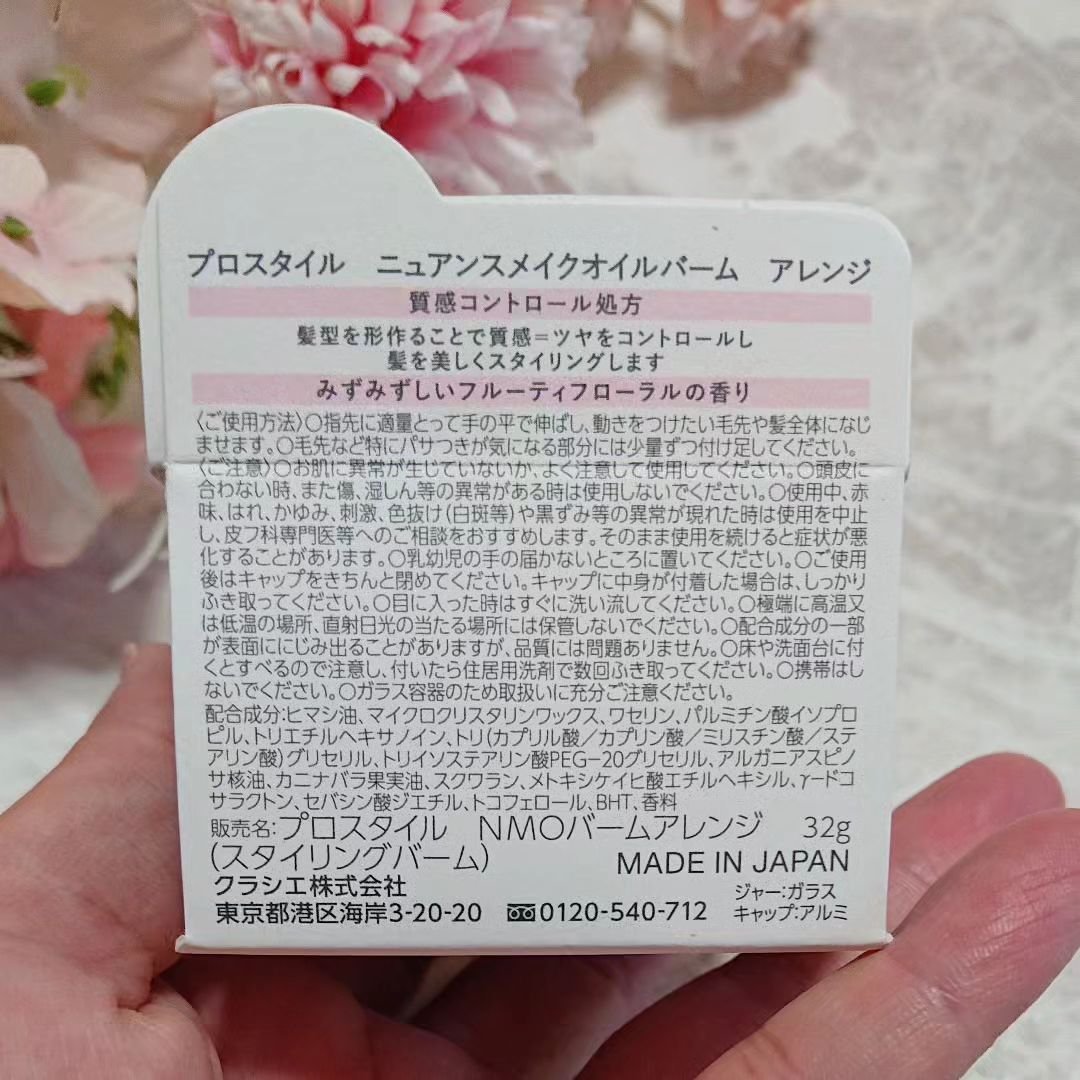 プロスタイル　ニュアンスメイクオイルバーム　アレンジ
質感コントロール処方
髪型を形作ることで質感=ツヤをコントロールし
髪を美しくスタイリングします
みずみずしいフルーティフローラルの香り
〈ご使用方法〉○指先に適量とって手の平で伸ばし、動きをつけたい毛先や髪全体になじ
ませます。○毛先など特にパサつきが気になる部分には少量ずつ付け足してください。
〈ご注意〉○お肌に異常が生じていないか、よく注意して使用してください。○頭皮に
合わない時、また傷、湿しん等の異常がある時は使用しないでください。○使用中、赤
味、はれ、かゆみ、刺激、色抜け(白斑等)や黒ずみ等の異常が現れた時は使用を中止
し、皮フ科専門医等へのご相談をおすすめします。そのまま使用を続けると症状が悪
化することがあります。○乳幼児の手の届かないところに置いてください。○ご使用
後はキャップをきちんと閉めてください。キャップに中身が付着した場合は、しっかり
ふき取ってください。○目に入った時はすぐに洗い流してください。○極端に高温又
は低温の場所、直射日光の当たる場所には保管しないでください。○配合成分の一部
が表面ににじみ出ることがありますが、品質には問題ありません。○床や洗面台に付
くとすべるので注意し、付いたら住居用洗剤で数回ふき取ってください。○携帯はし
ないでください。○ガラス容器のため取扱いに充分ご注意ください。
配合成分:ヒマシ油、マイクロクリスタリンワックス、ワセリン、パルミチン酸イソプロ
ピル、トリエチルヘキサノイン、トリ(カプリル酸/カプリン酸/ミリスチン酸/ステ
アリン酸)グリセリル、トリイソステアリン酸PEG-20グリセリル、アルガニアスピノ
サ核油、カニナバラ果実油、スクワラン、メトキシケイヒ酸エチルヘキシル、γ-ドコ
サラクトン、セバシン酸ジエチル、トコフェロール、BHT、香料
販売名:プロスタイル　NMOバームアレンジ　32g
(スタイリングバーム)　MADE IN JAPAN
クラシエ株式会社　ジャー:ガラス
東京都港区海岸3-20-20　0120-540-712　キャップ:アルミ